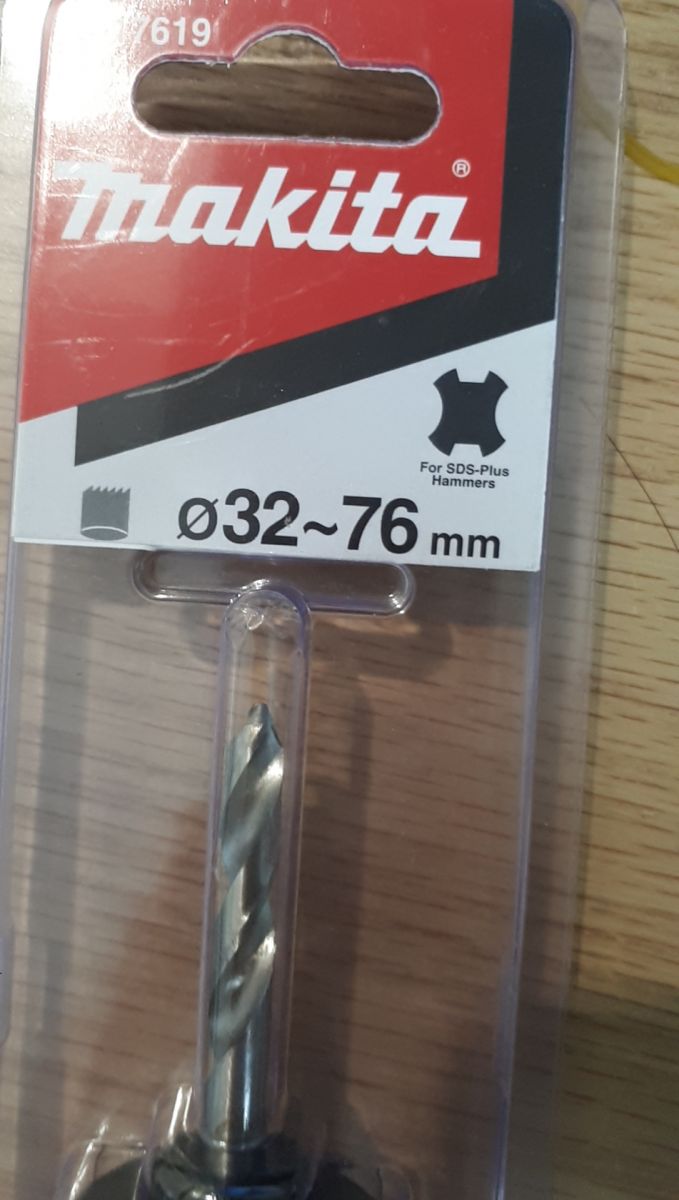 7619
makita®
For SDS-Plus
Hammers
ø32~76 mm